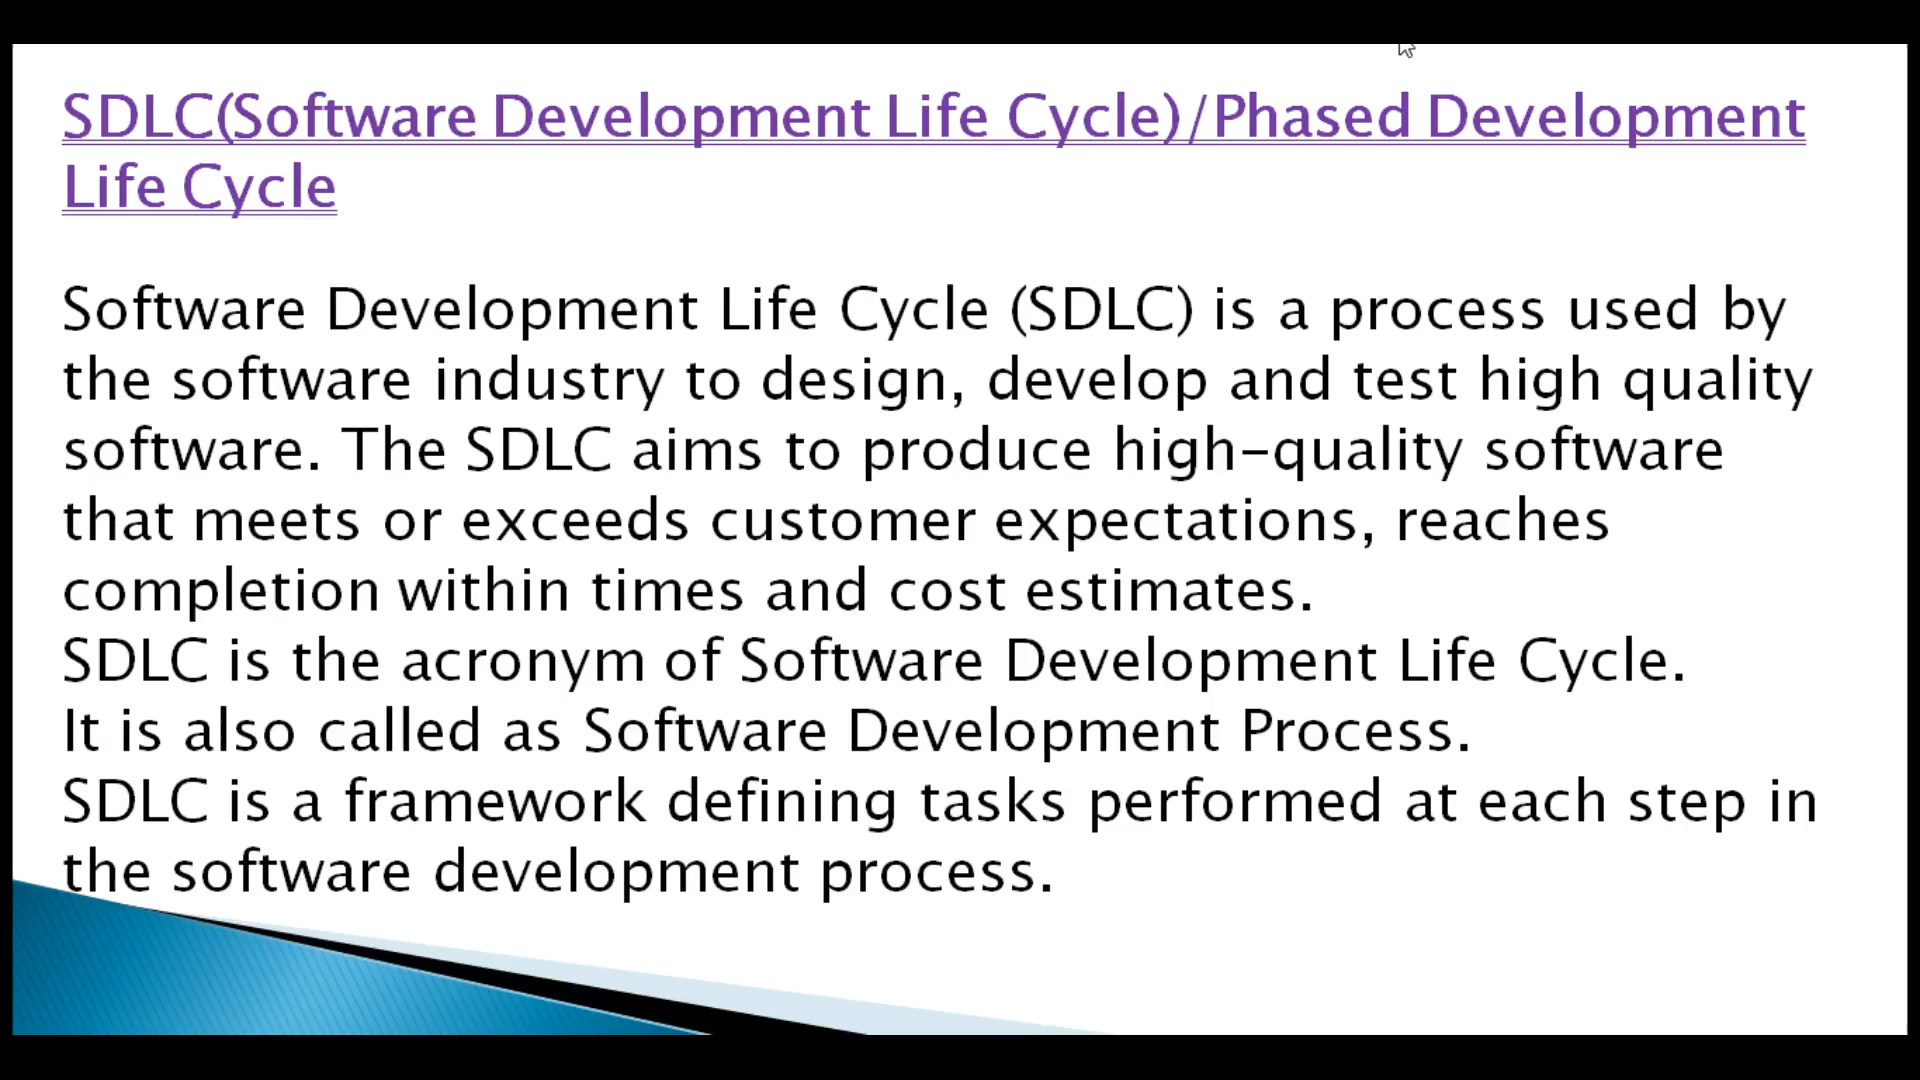 SDLC(Software Development Life Cycle)/Phased Development
Life Cycle
Software Development Life Cycle (SDLC) is a process used by
the software industry to design, develop and test high quality
software. The SDLC aims to produce high-quality software
that meets or exceeds customer expectations, reaches
completion within times and cost estimates.
SDLC is the acronym of Software Development Life Cycle.
It is also called as Software Development Process.
SDLC is a framework defining tasks performed at each step in
the software development process.